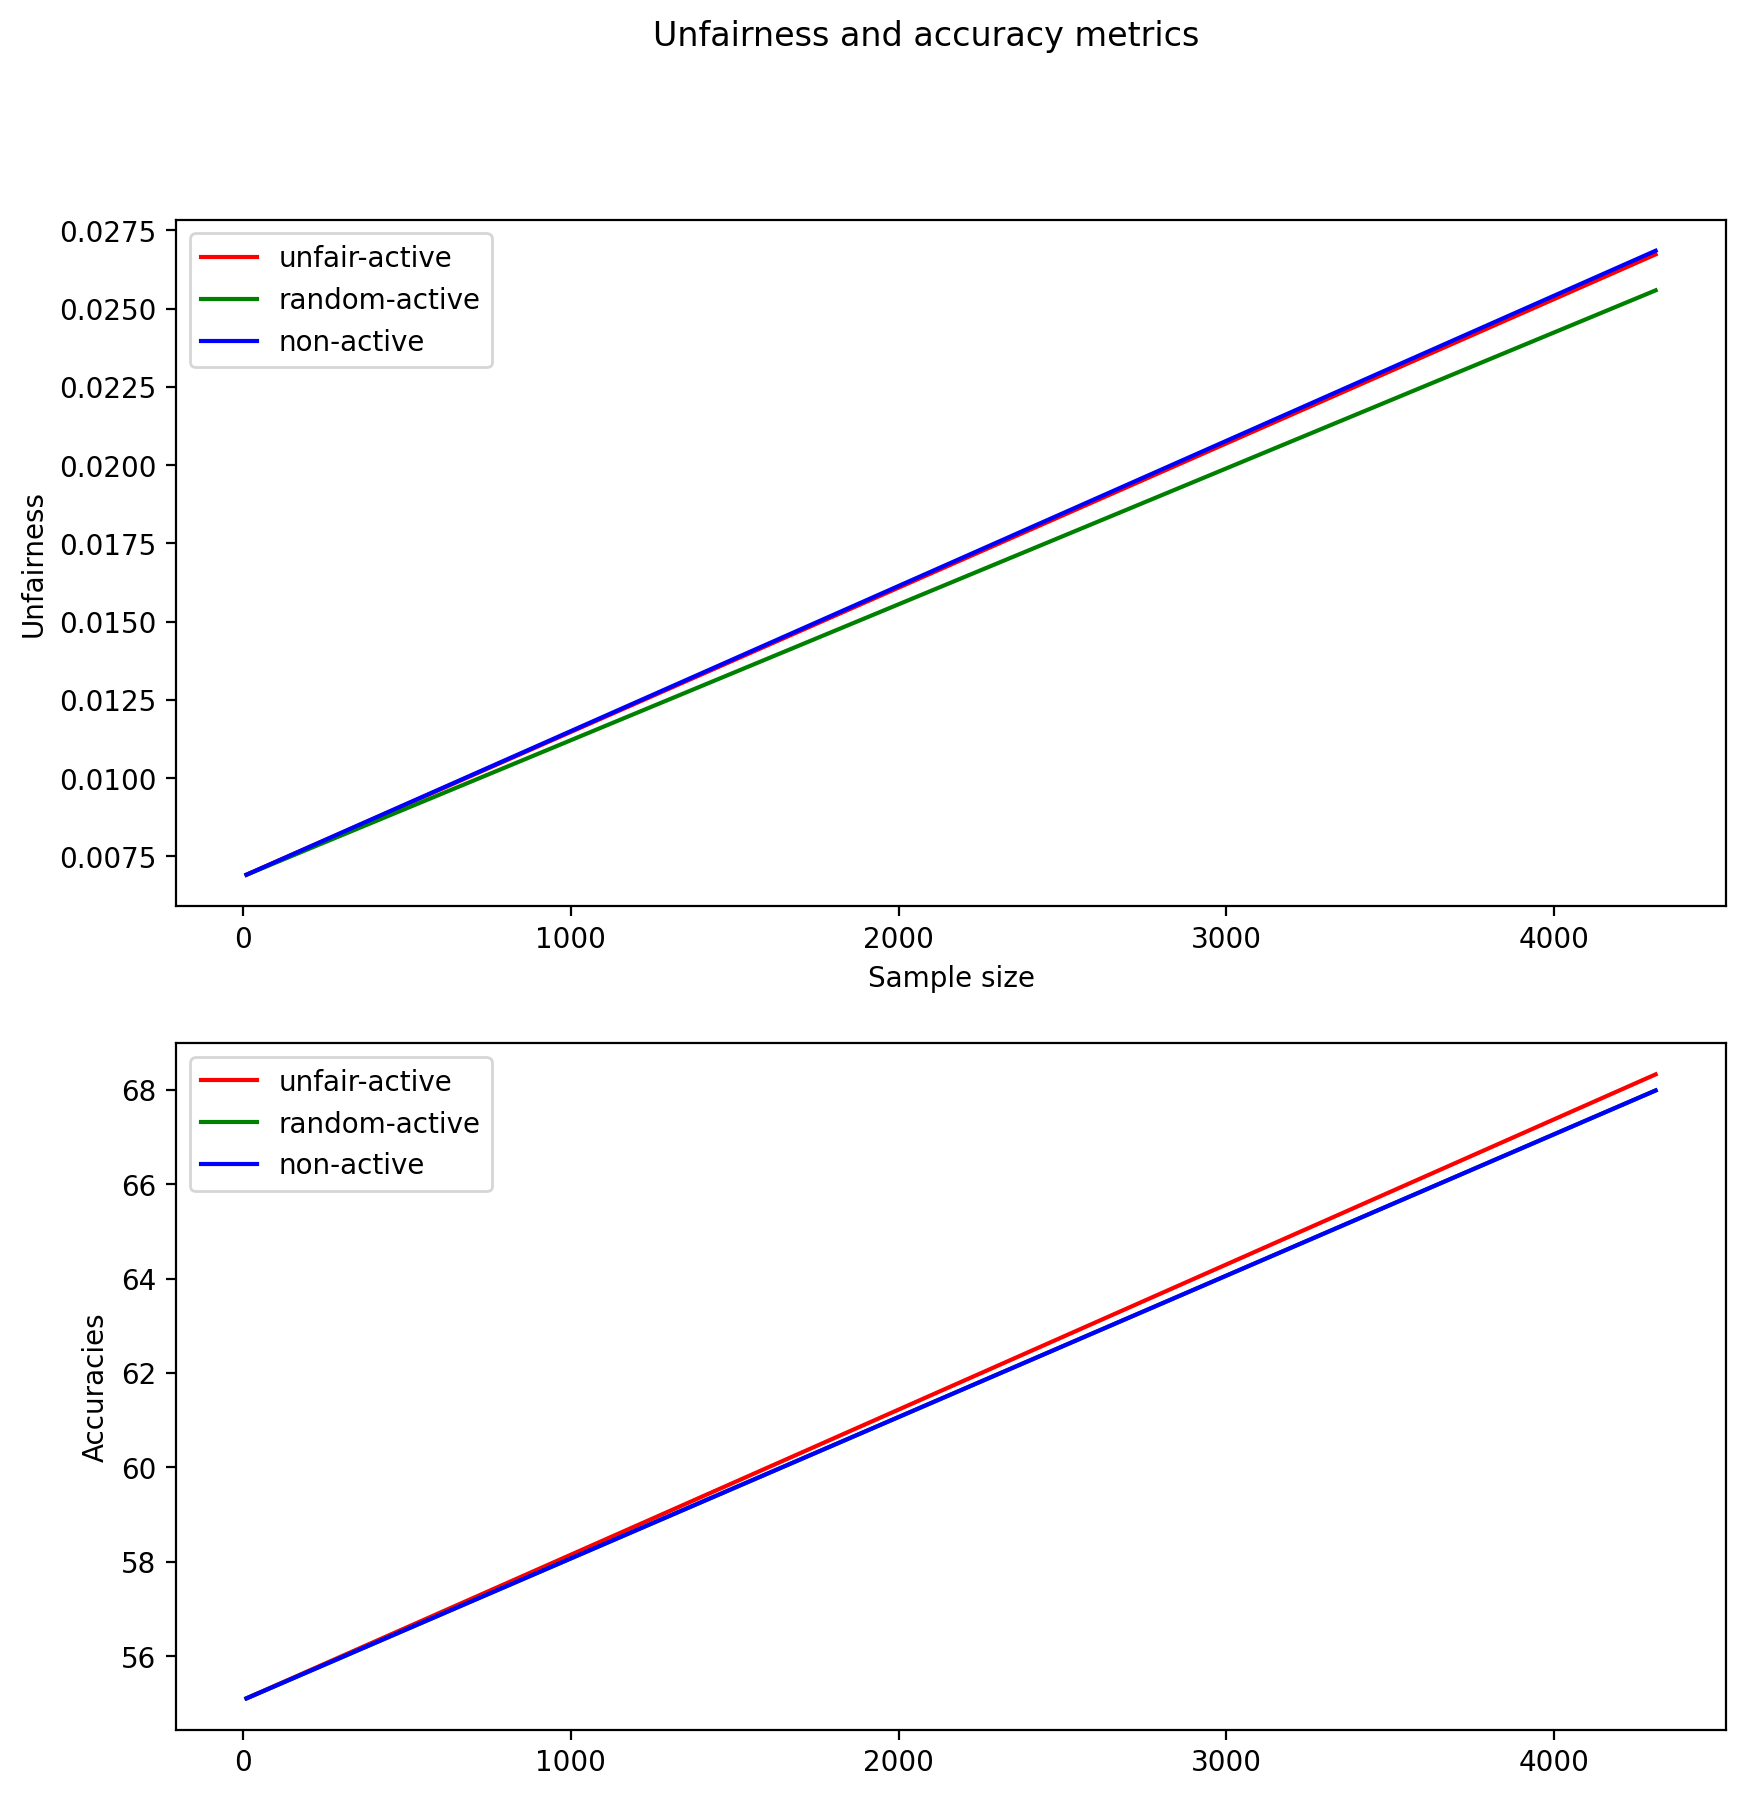 Unfairness and accuracy metrics
0.0275
0.0250
0.0225
0.0200
0.0175
0.0150
0.0125
0.0100
0.0075
Unfairness
unfair-active
random-active
non-active
0 1000 2000 3000 4000
Sample size
68
66
64
62
60
58
56
Accuracies
unfair-active
random-active
non-active
0 1000 2000 3000 4000